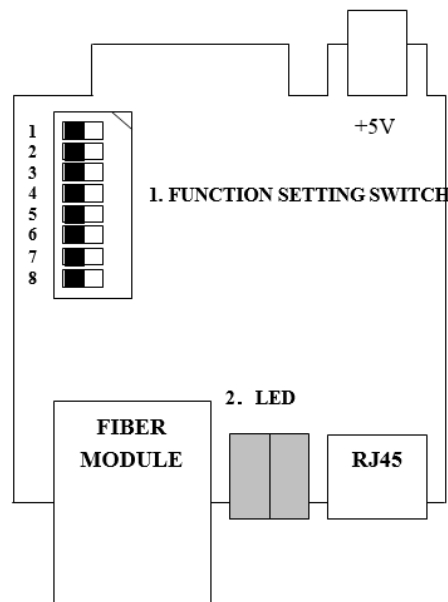 +5V
1
2
3
4
5
6
7
8
1. FUNCTION SETTING SWITCH
2. LED
FIBER
MODULE
RJ45